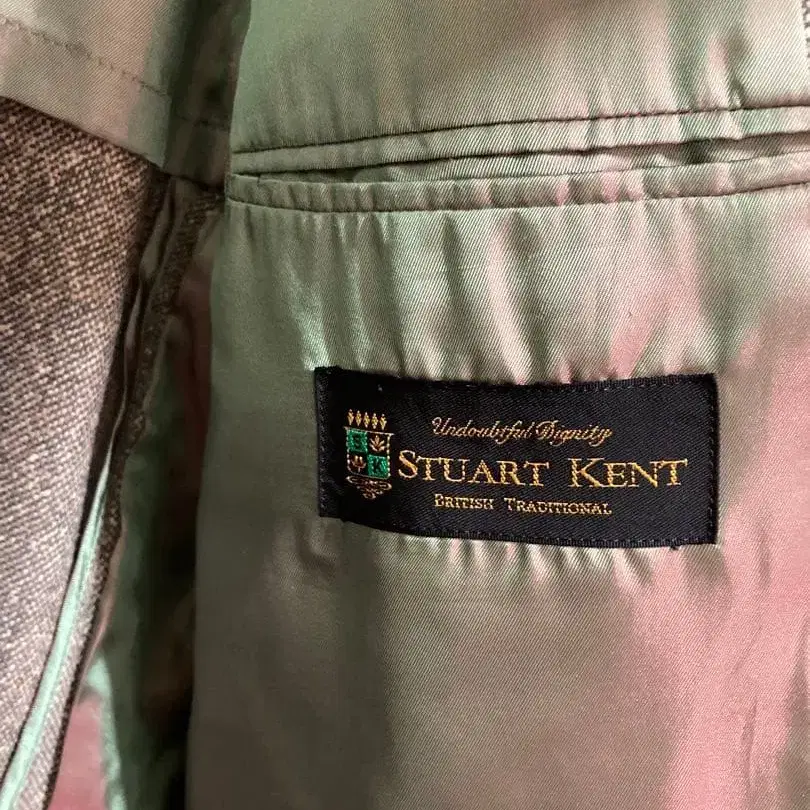 Undoubtful Dignity
S
K
STUART KENT
BRITISH TRADITIONAL